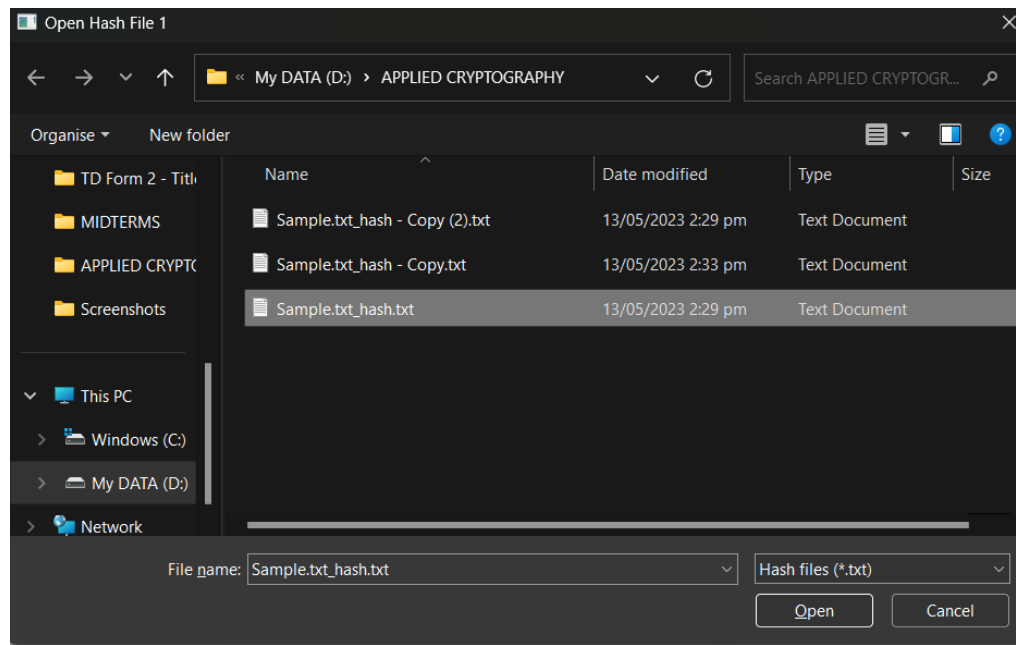 Open Hash File 1
« My DATA (D:) > APPLIED CRYPTOGRAPHY
Search APPLIED CRYPTOGR...
Organise
New folder
Name
Date modified
Type
Size
TD Form 2 - Title
MIDTERMS
APPLIED CRYPTO
Screenshots
This PC
Windows (C:)
My DATA (D:)
Network
Sample.txt_hash - Copy (2).txt 13/05/2023 2:29 pm Text Document
Sample.txt_hash - Copy.txt 13/05/2023 2:33 pm Text Document
Sample.txt_hash.txt 13/05/2023 2:29 pm Text Document
File name: Sample.txt_hash.txt
Hash files (*.txt)
Open
Cancel